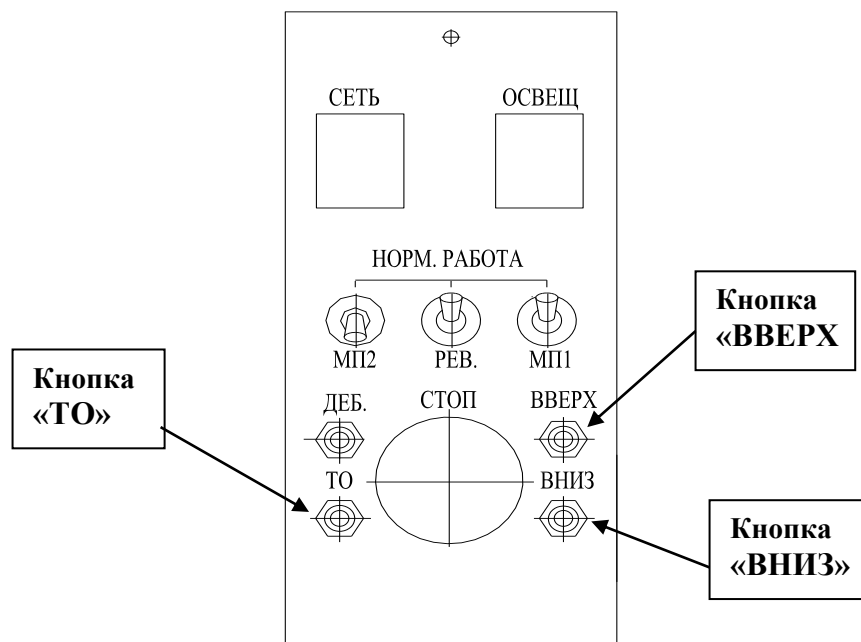 СЕТЬ ОСВЕЩ
НОРМ. РАБОТА
МП2 РЕВ. МП1
Кнопка
«ВВЕРХ
Кнопка
«ТО»
ДЕБ. СТОП ВВЕРХ
ТО ВНИЗ
Кнопка
«ВНИЗ»